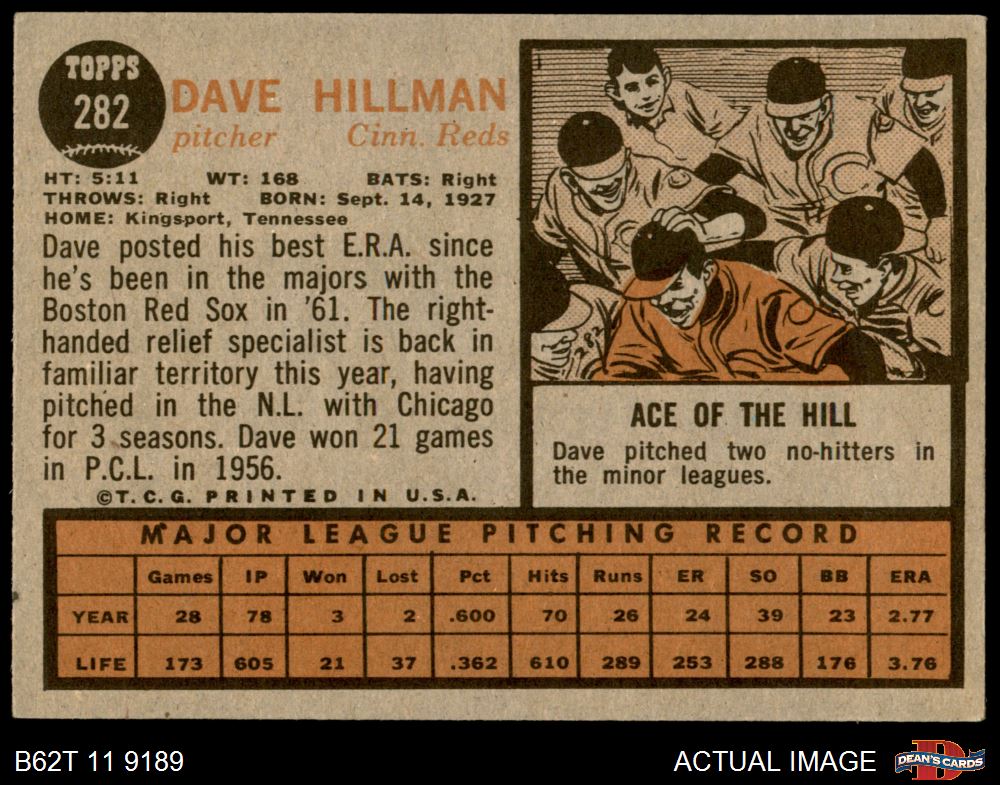 TOPPS
282
DAVE HILLMAN
pitcher Cinn. Reds
HT: 5:11 WT: 168 BATS: Right
THROWS: Right BORN: Sept. 14, 1927
HOME: Kingsport, Tennessee
Dave posted his best E.R.A. since
he's been in the majors with the
Boston Red Sox in '61. The right-
handed relief specialist is back in
familiar territory this year, having
pitched in the N.L. with Chicago
for 3 seasons. Dave won 21 games
in P.C.L. in 1956.
©T.C.G. PRINTED IN U.S.A.
C
282
ACE OF THE HILL
Dave pitched two no-hitters in
the minor leagues.
MAJOR LEAGUE PITCHING RECORD
Games IP Won Lost Pct Hits Runs ER SO BB ERA
YEAR 28 78 3 2 .600 70 26 24 39 23 2.77
LIFE 173 605 21 37 .362 610 289 253 288 176 3.76
B62T 11 9189
ACTUAL IMAGE
D
DEAN'S CARDS